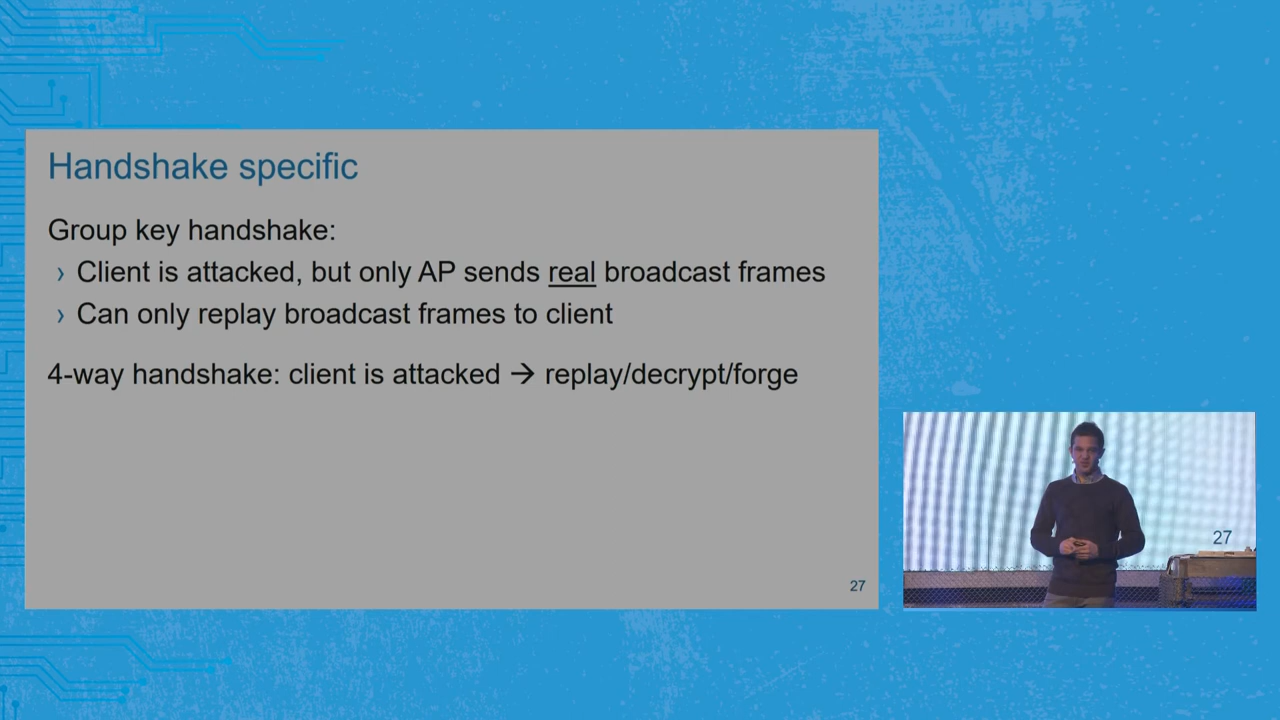 Handshake specific
Group key handshake:
› Client is attacked, but only AP sends real broadcast frames
› Can only replay broadcast frames to client
4-way handshake: client is attacked → replay/decrypt/forge
27
27